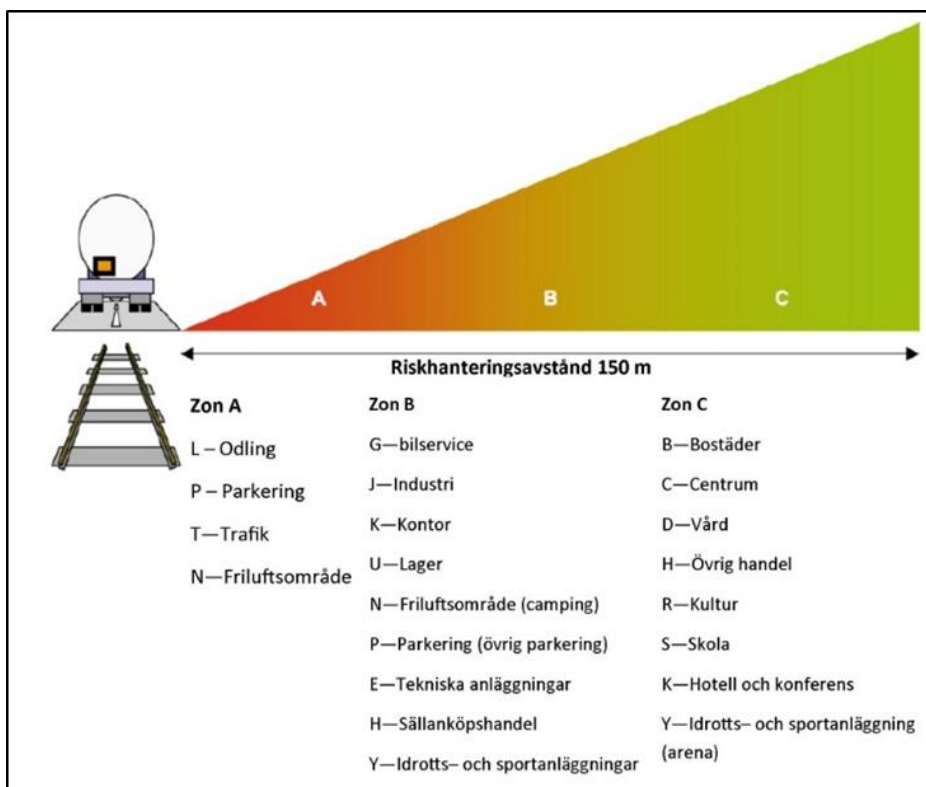 A
B
C
Riskhanteringsavstånd 150 m
Zon A
L – Odling
P – Parkering
T—Trafik
N—Friluftsområde
Zon B
G—bilservice
J—Industri
K—Kontor
U—Lager
N—Friluftsområde (camping)
P—Parkering (övrig parkering)
E—Tekniska anläggningar
H—Sällanköpshandel
Y—Idrotts– och sportanläggningar
Zon C
B—Bostäder
C—Centrum
D—Vård
H—Övrig handel
R—Kultur
S—Skola
K—Hotell och konferens
Y—Idrotts– och sportanläggning
(arena)